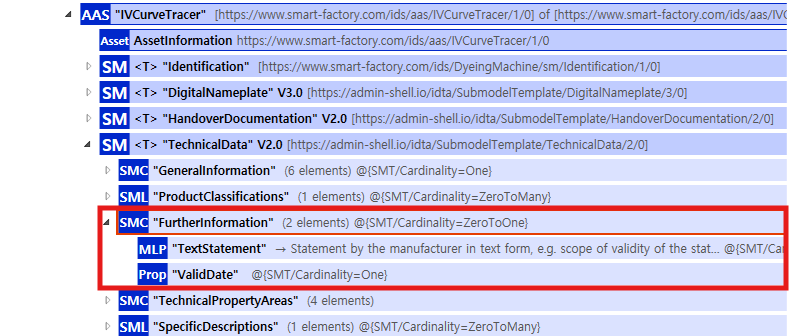 AAS "IVCurveTracer" [https://www.smart-factory.com/ids/aas/IVCurveTracer/1/0] of [https://www.smart-factory.com/ids/aas/IVCurveTracer/1/0
Asset AssetInformation https://www.smart-factory.com/ids/aas/IVCurveTracer/1/0
SM <T> "Identification" [https://www.smart-factory.com/ids/DyeingMachine/sm/Identification/1/0]
SM <T> "DigitalNameplate" V3.0 [https://admin-shell.io/idta/SubmodelTemplate/DigitalNameplate/3/0]
SM <T> "HandoverDocumentation" V2.0 [https://admin-shell.io/idta/SubmodelTemplate/HandoverDocumentation/2/0]
SM <T> "TechnicalData" V2.0 [https://admin-shell.io/idta/SubmodelTemplate/TechnicalData/2/0]
SMC "GeneralInformation" (6 elements) @{SMT/Cardinality=One}
SML "ProductClassifications" (1 elements) @{SMT/Cardinality=ZeroToMany}
SMC "FurtherInformation" (2 elements) @{SMT/Cardinality=ZeroToOne}
MLP "TextStatement" → Statement by the manufacturer in text form, e.g. scope of validity of the stat... @{SMT/Car
Prop "ValidDate" @{SMT/Cardinality=One}
SMC "TechnicalPropertyAreas" (4 elements)
SML "SpecificDescriptions" (1 elements) @{SMT/Cardinality=ZeroToMany}